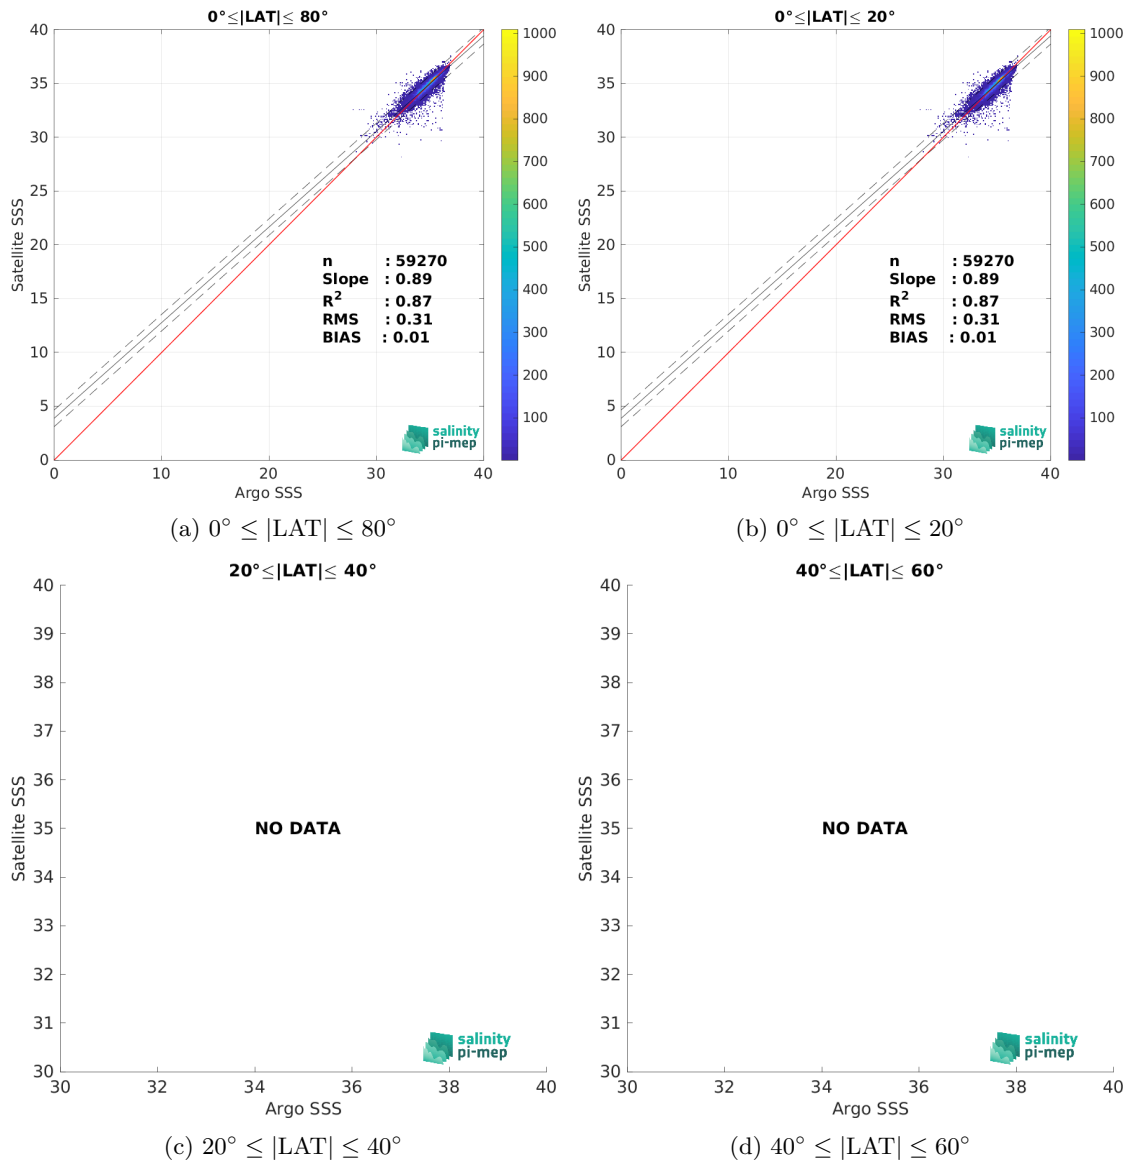 0°≤|LAT|≤ 80°
Satellite SSS
40
35
30
25
20
15
10
5
0
0
10
20
30
40
Argo SSS
n : 59270
Slope : 0.89
R² : 0.87
RMS : 0.31
BIAS : 0.01
salinity
pi-mep
1000
900
800
700
600
500
400
300
200
100
(a) 0° ≤ |LAT| ≤ 80°
0°≤|LAT|≤ 20°
Satellite SSS
40
35
30
25
20
15
10
5
0
0
10
20
30
40
Argo SSS
n : 59270
Slope : 0.89
R² : 0.87
RMS : 0.31
BIAS : 0.01
salinity
pi-mep
1000
900
800
700
600
500
400
300
200
100
(b) 0° ≤ |LAT| ≤ 20°
20°≤|LAT|≤ 40°
Satellite SSS
40
39
38
37
36
35
34
33
32
31
30
NO DATA
salinity
pi-mep
30
32
34
36
38
40
Argo SSS
(c) 20° ≤ |LAT| ≤ 40°
40°≤|LAT|≤ 60°
Satellite SSS
40
39
38
37
36
35
34
33
32
31
30
NO DATA
salinity
pi-mep
30
32
34
36
38
40
Argo SSS
(d) 40° ≤ |LAT| ≤ 60°